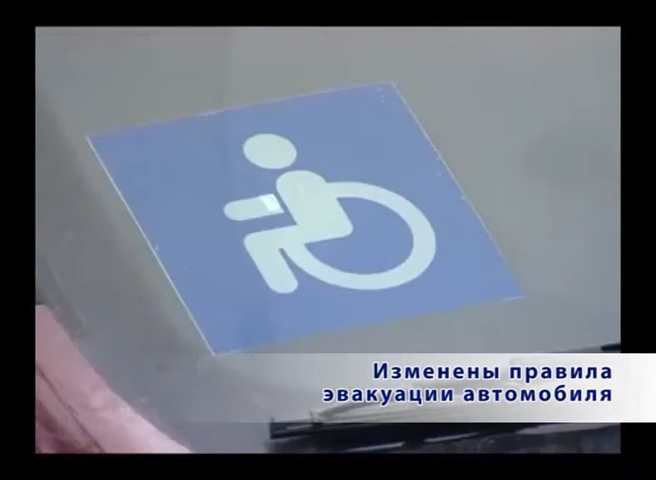 Изменены правила
эвакуации автомобиля